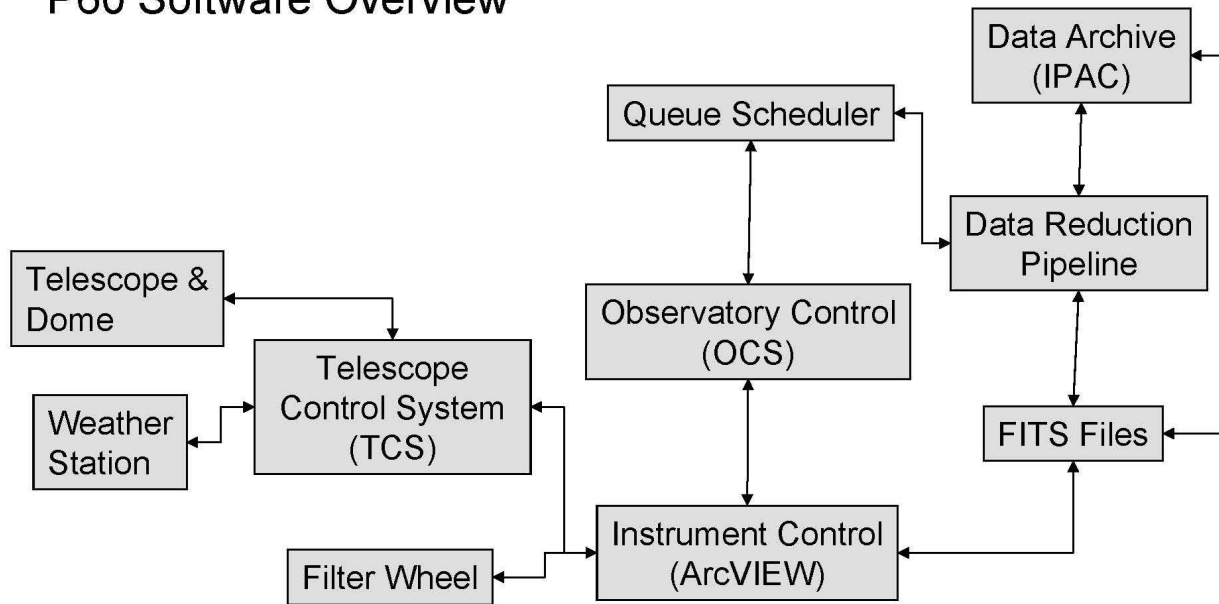 P60 Software Overview
Data Archive
(IPAC)
Queue Scheduler
Data Reduction
Pipeline
Telescope &
Dome
Observatory Control
(OCS)
Telescope
Control System
(TCS)
Weather
Station
FITS Files
Instrument Control
(ArcVIEW)
Filter Wheel